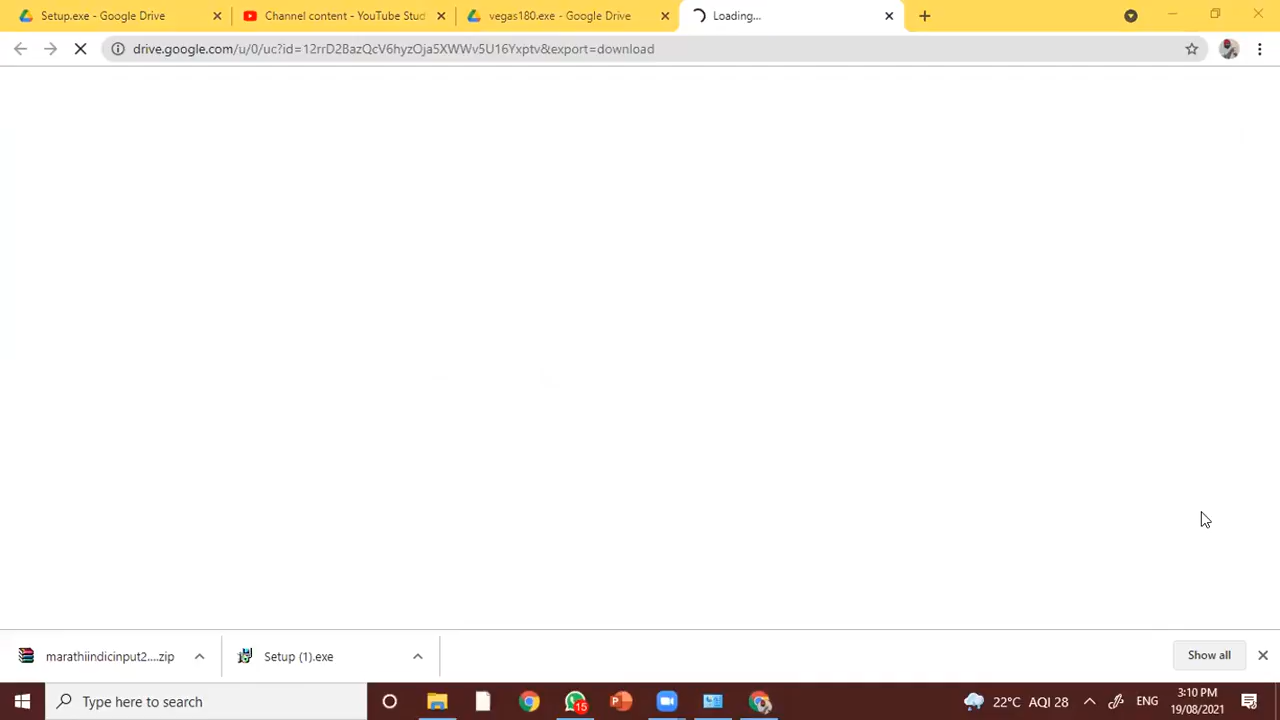 Setup.exe - Google Drive
Channel content - YouTube Stud
vegas180.exe - Google Drive
Loading...
drive.google.com/u/0/uc?id=12rrD2BazQcV6hyzOja5XWWv5U16Yxptv&export=download
marathiindicinput2....zip
Setup (1).exe
Show all
Type here to search
15
22°C AQI 28
ENG
3:10 PM
19/08/2021